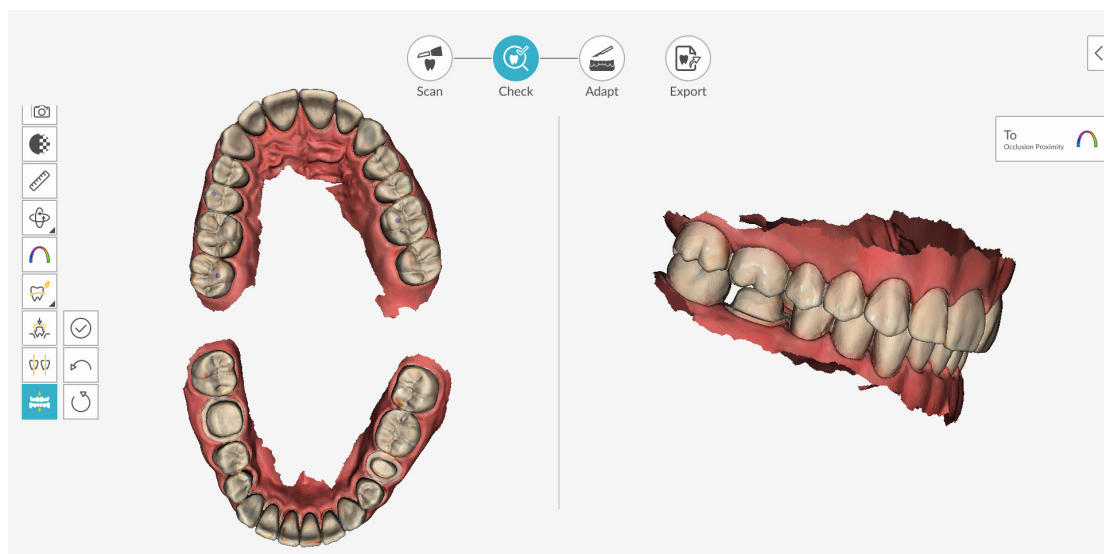 Scan
Check
Adapt
Export
To
Occlusion Proximity